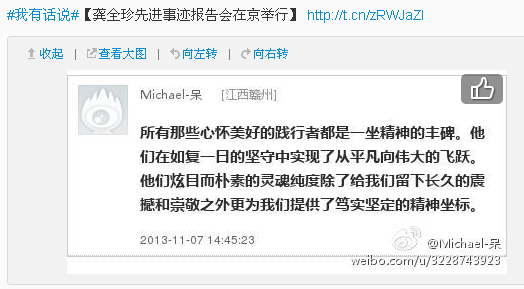 #我有话说#【龚全珍先进事迹报告会在京举行】 http://t.cn/zRWJaZl
收起 | 查看大图 | 向左转 | 向右转
Michael-呆 [江西赣州]
所有那些心怀美好的践行者都是一坐精神的丰碑。他
们在如复一日的坚守中实现了从平凡向伟大的飞跃。
他们炫目而朴素的灵魂纯度除了给我们留下长久的震
撼和崇敬之外更为我们提供了笃实坚定的精神坐标。
2013-11-07 14:45:23
@Michael-呆
weibo.com/u/3228743923